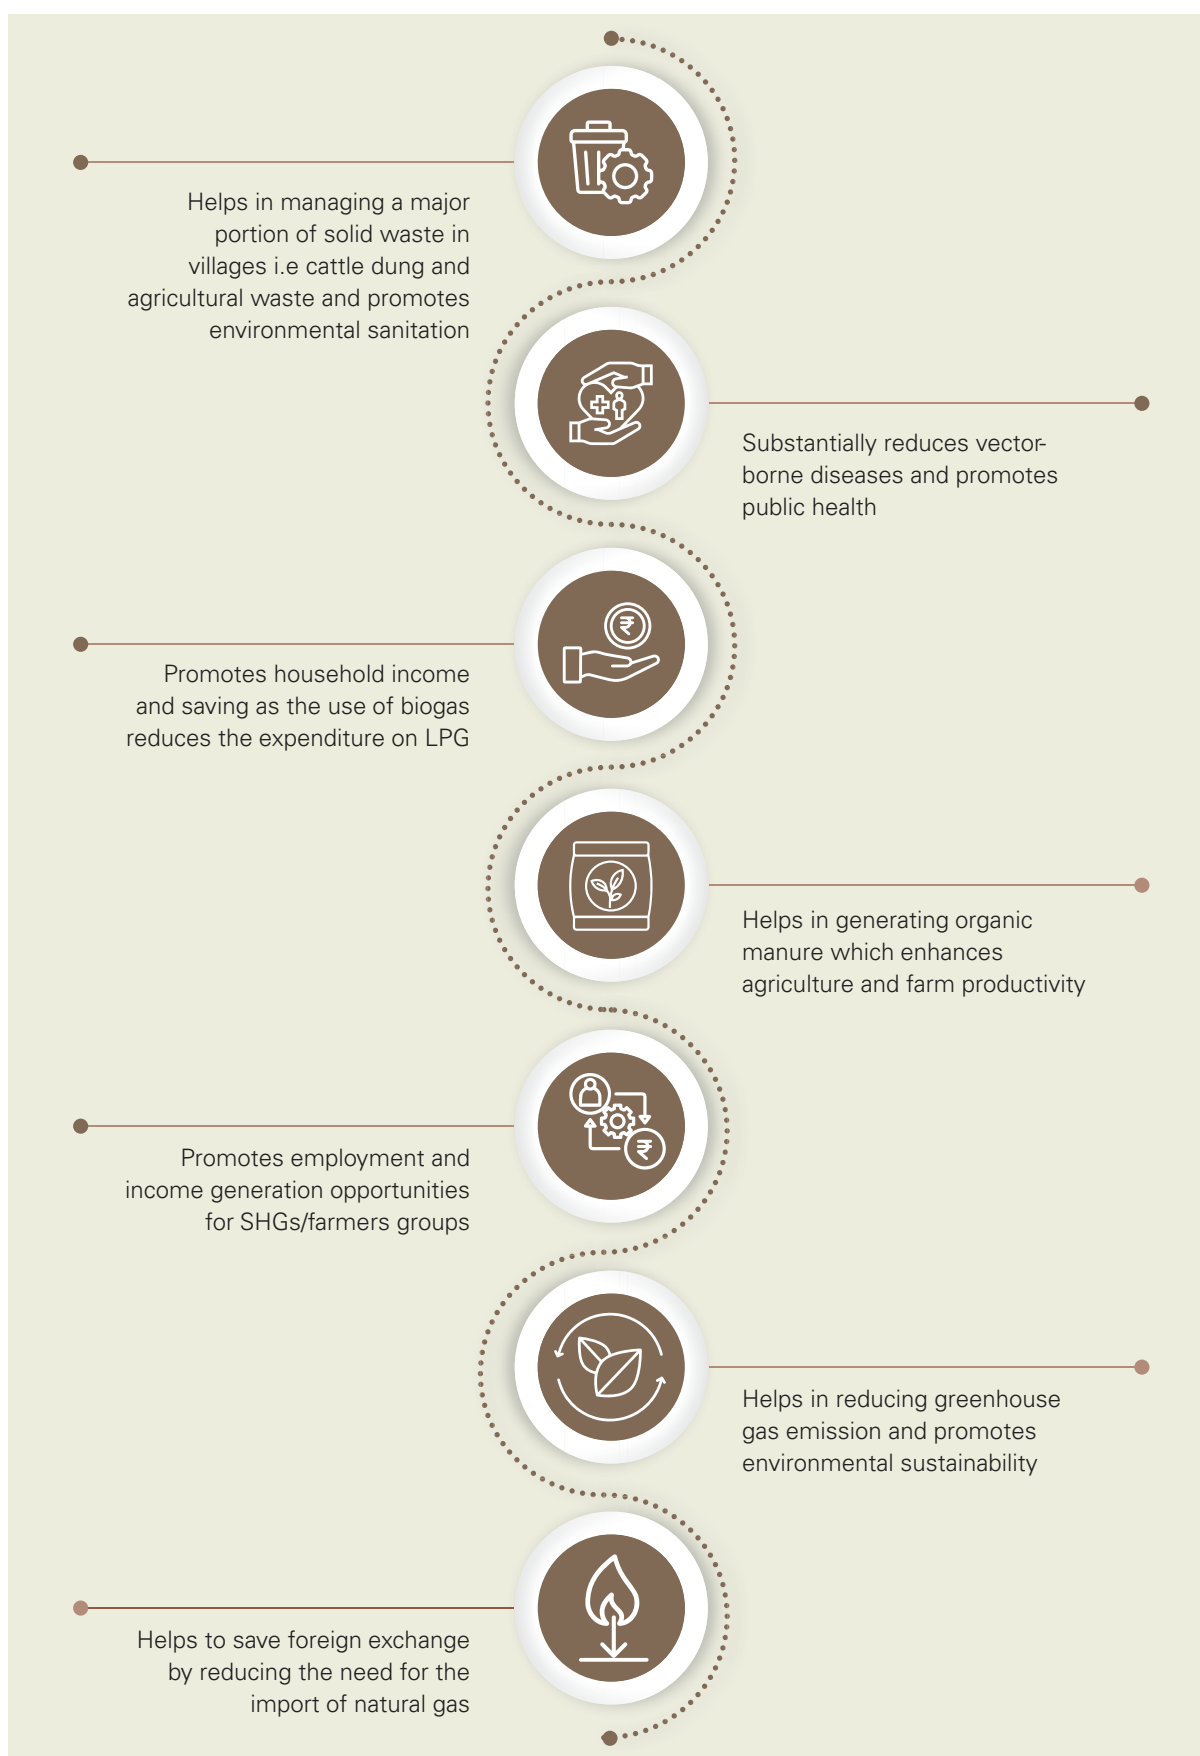 Helps in managing a major
portion of solid waste in
villages i.e cattle dung and
agricultural waste and promotes
environmental sanitation
Substantially reduces vector-
borne diseases and promotes
public health
₹
Promotes household income
and saving as the use of biogas
reduces the expenditure on LPG
Helps in generating organic
manure which enhances
agriculture and farm productivity
₹
Promotes employment and
income generation opportunities
for SHGs/farmers groups
Helps in reducing greenhouse
gas emission and promotes
environmental sustainability
Helps to save foreign exchange
by reducing the need for the
import of natural gas